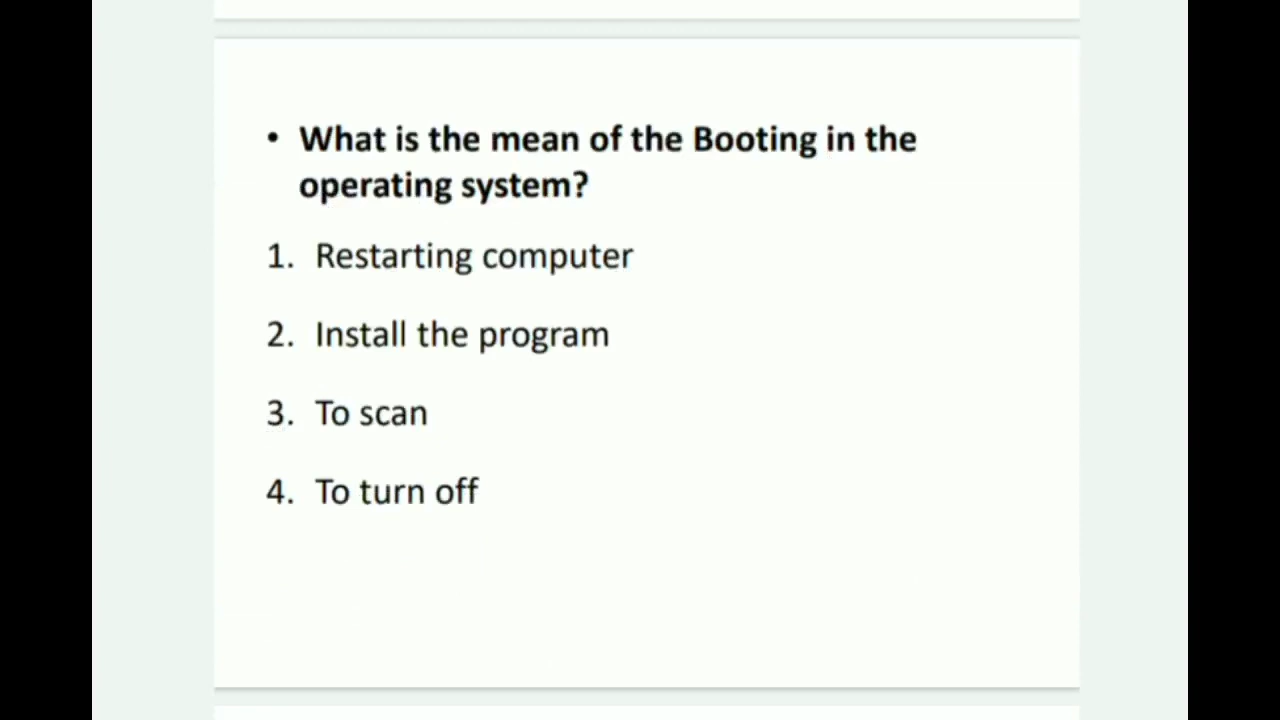 • What is the mean of the Booting in the
operating system?
1. Restarting computer
2. Install the program
3. To scan
4. To turn off